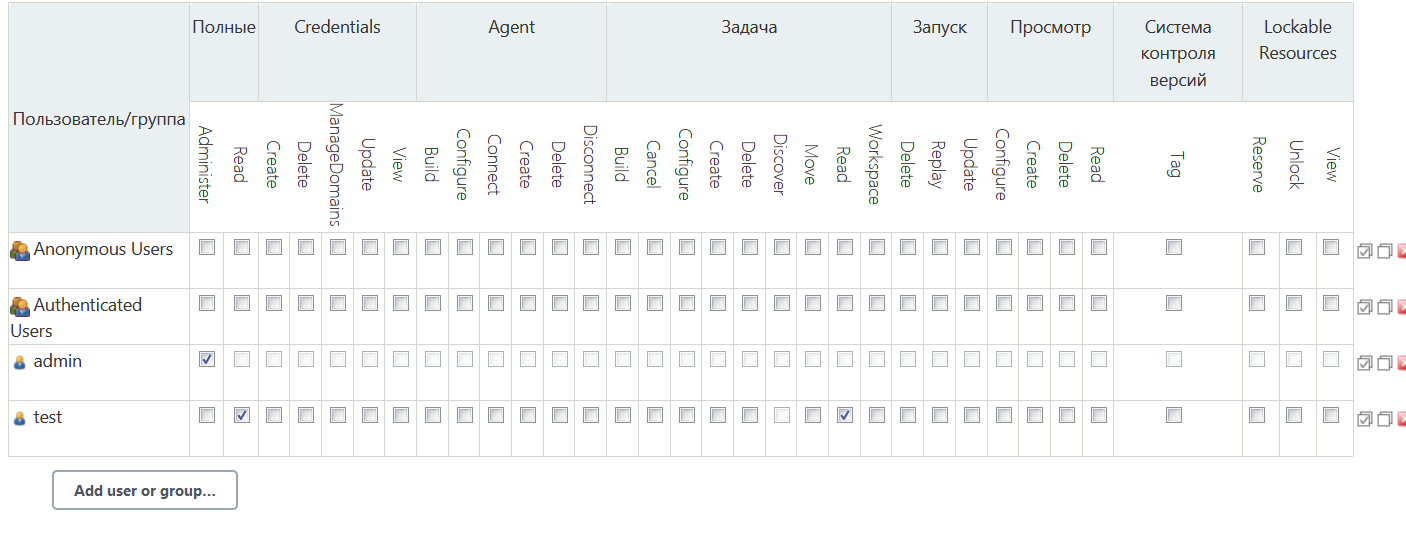 Полные Credentials Agent Задача Запуск Просмотр Система контроля версий Lockable Resources
Пользователь/группа
Administer Read Create Delete ManageDomains Update View Build Configure Connect Create Delete Disconnect Build Cancel Configure Create Delete Discover Move Read Workspace Delete Replay Update Configure Create Delete Read Tag Reserve Unlock View
Anonymous Users
Authenticated
Users
admin
test
Add user or group...